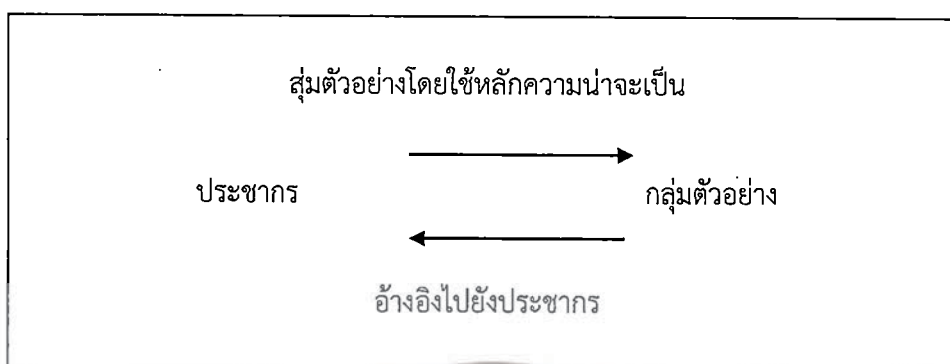 สุ่มตัวอย่างโดยใช้หลักความน่าจะเป็น
ประชากร
กลุ่มตัวอย่าง
อ้างอิงไปยังประชากร